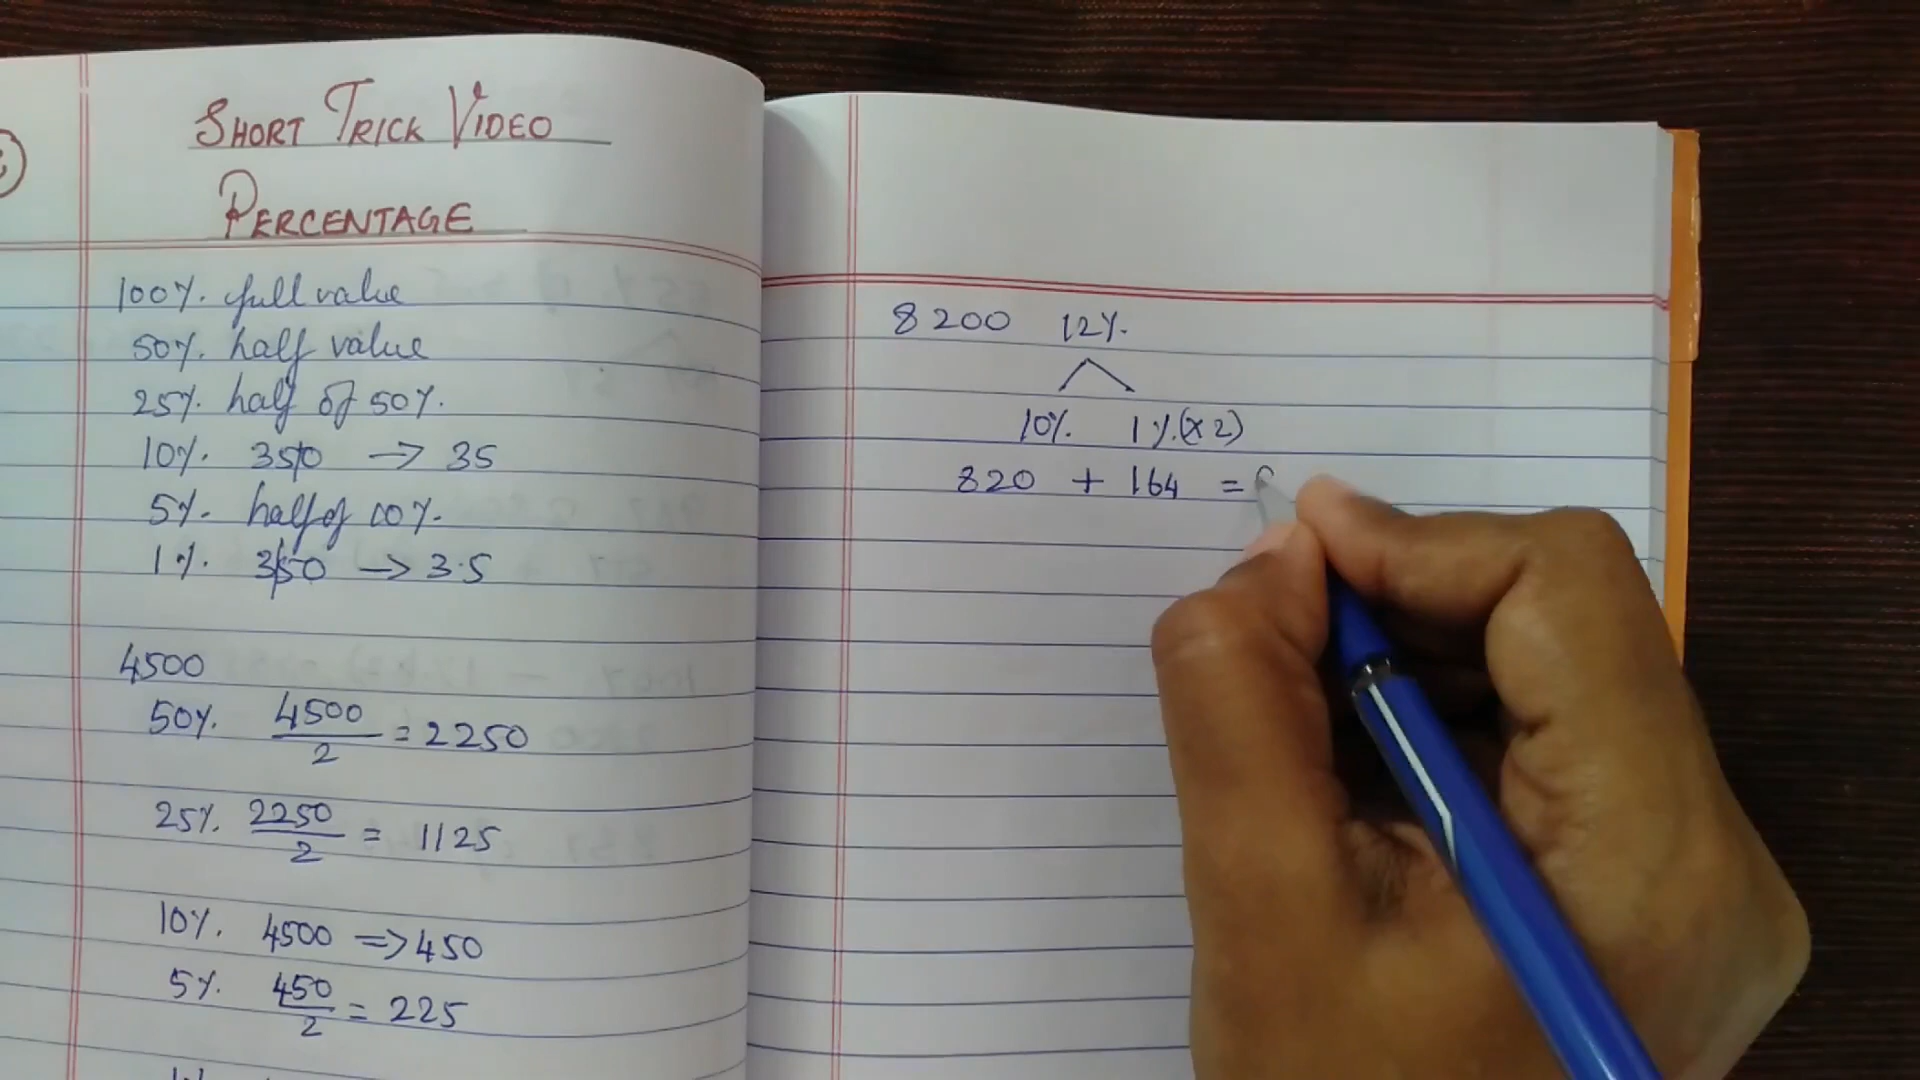 SHORT TRICK VIDEO
PERCENTAGE
100%. full value
50%. half value
25%. half of 50%.
10%. 350 → 35
5%. half of 10%.
1%. 350 → 3.5
4500
50%. 4500/2 = 2250
25%. 2250/2 = 1125
10%. 4500 => 450
5%. 450/2 = 225
8200 12%.
10%. 1%.(x2)
820 + 164 =